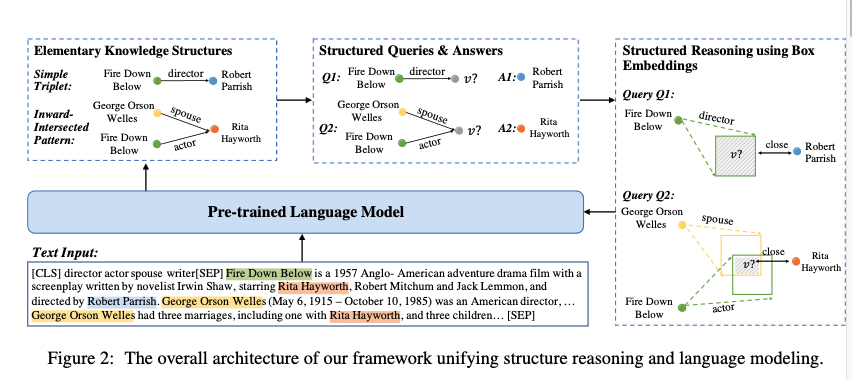 Elementary Knowledge Structures
Simple Triplet:
Fire Down Below
director
Robert Parrish
Inward-Intersected Pattern:
George Orson Welles
spouse
Fire Down Below
actor
Rita Hayworth
Structured Queries & Answers
Q1:
Fire Down Below
director
v?
A1:
Robert Parrish
Q2:
George Orson Welles
spouse
Fire Down Below
actor
v?
A2:
Rita Hayworth
Structured Reasoning using Box Embeddings
Query Q1:
Fire Down Below
director
v?
close
Robert Parrish
Query Q2:
George Orson Welles
spouse
v?
close
Rita Hayworth
Fire Down Below
actor
Pre-trained Language Model
Text Input:
[CLS] director actor spouse writer[SEP] Fire Down Below is a 1957 Anglo- American adventure drama film with a
screenplay written by novelist Irwin Shaw, starring Rita Hayworth, Robert Mitchum and Jack Lemmon, and
directed by Robert Parrish. George Orson Welles (May 6, 1915 – October 10, 1985) was an American director, …
George Orson Welles had three marriages, including one with Rita Hayworth, and three children… [SEP]
Figure 2: The overall architecture of our framework unifying structure reasoning and language modeling.